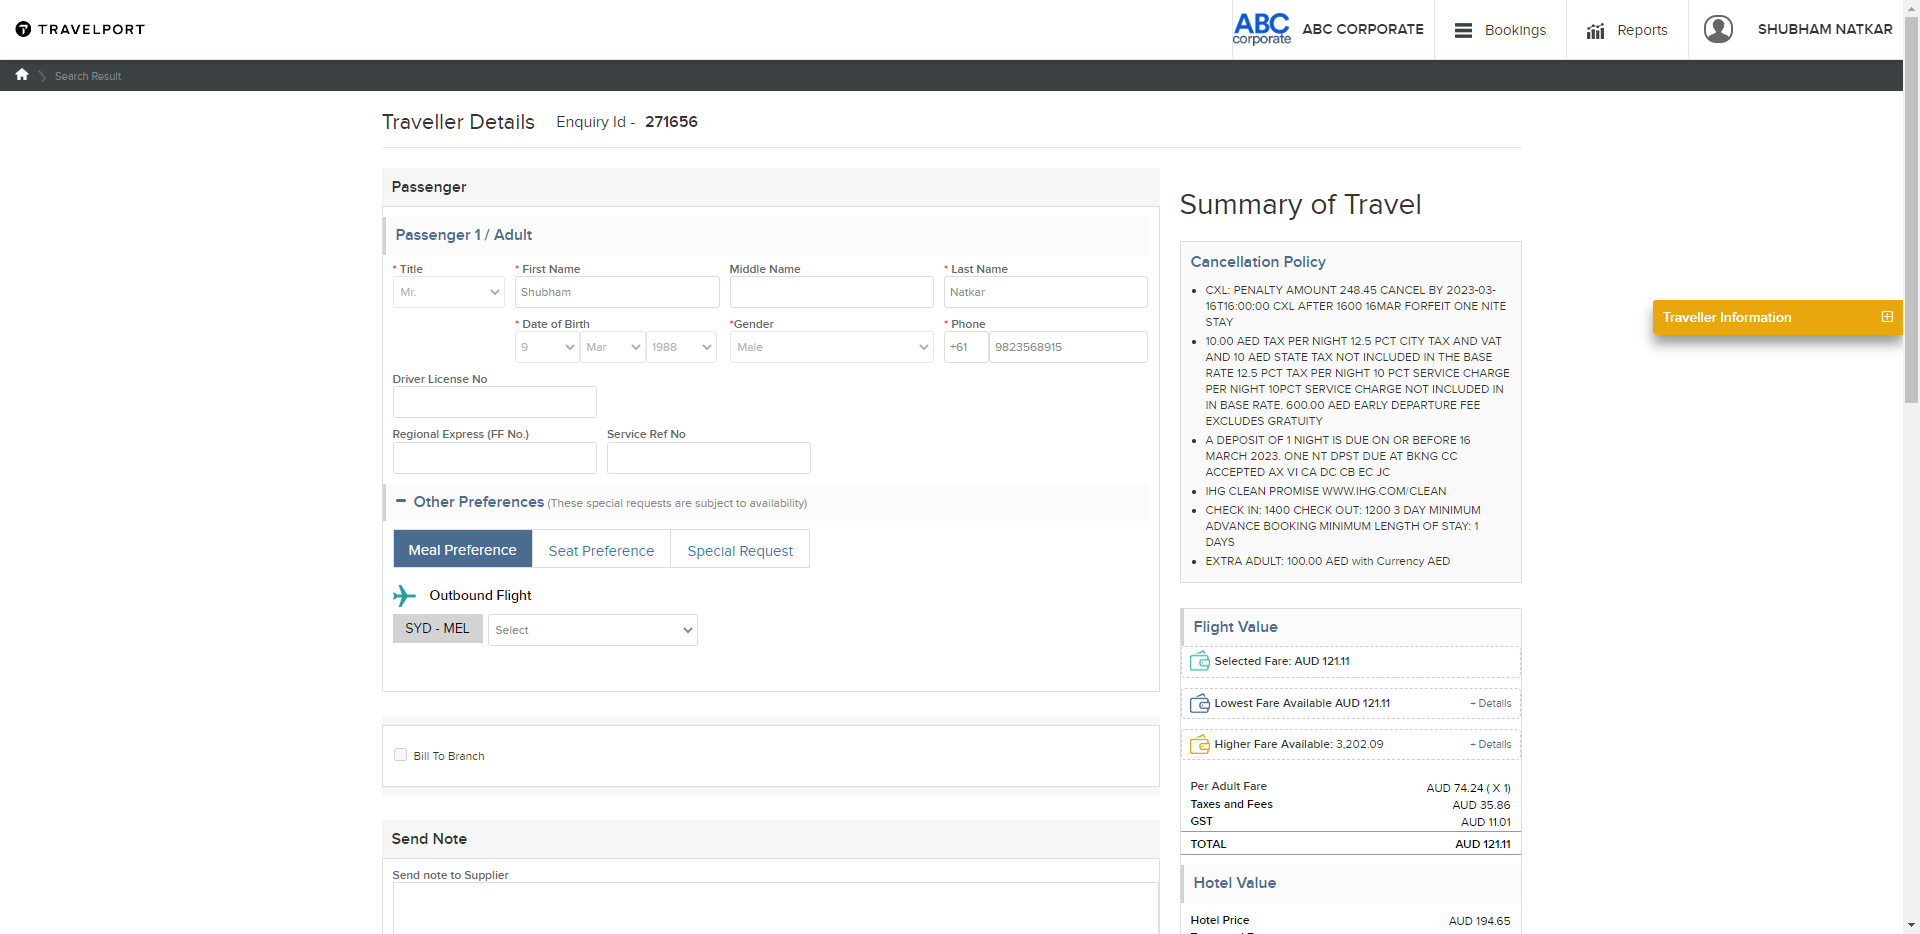 TRAVELPORT
ABC corporate
ABC CORPORATE
Bookings
Reports
SHUBHAM NATKAR
Search Result
Traveller Details
Enquiry Id - 271656
Passenger
Passenger 1 / Adult
* Title
* First Name
Middle Name
* Last Name
Mr.
Shubham
Natkar
* Date of Birth
*Gender
* Phone
9
Mar
1988
Male
+61
9823568915
Driver License No
Regional Express (FF No.)
Service Ref No
Other Preferences (These special requests are subject to availability)
Meal Preference
Seat Preference
Special Request
Outbound Flight
SYD - MEL
Select
Bill To Branch
Send Note
Send note to Supplier
Summary of Travel
Cancellation Policy
CXL: PENALTY AMOUNT 248.45 CANCEL BY 2023-03-
16T16:00:00 CXL AFTER 1600 16MAR FORFEIT ONE NITE
STAY
10.00 AED TAX PER NIGHT 12.5 PCT CITY TAX AND VAT
AND 10 AED STATE TAX NOT INCLUDED IN THE BASE
RATE 12.5 PCT TAX PER NIGHT 10 PCT SERVICE CHARGE
PER NIGHT 10PCT SERVICE CHARGE NOT INCLUDED IN
IN BASE RATE. 600.00 AED EARLY DEPARTURE FEE
EXCLUDES GRATUITY
A DEPOSIT OF 1 NIGHT IS DUE ON OR BEFORE 16
MARCH 2023. ONE NT DPST DUE AT BKNG CC
ACCEPTED AX VI CA DC CB EC JC
IHG CLEAN PROMISE WWW.IHG.COM/CLEAN
CHECK IN: 1400 CHECK OUT: 1200 3 DAY MINIMUM
ADVANCE BOOKING MINIMUM LENGTH OF STAY: 1
DAYS
EXTRA ADULT: 100.00 AED with Currency AED
Flight Value
Selected Fare: AUD 121.11
Lowest Fare Available AUD 121.11
+ Details
Higher Fare Available: 3,202.09
+ Details
Per Adult Fare
AUD 74.24 ( X 1)
Taxes and Fees
AUD 35.86
GST
AUD 11.01
TOTAL
AUD 121.11
Hotel Value
Hotel Price
AUD 194.65
Traveller Information